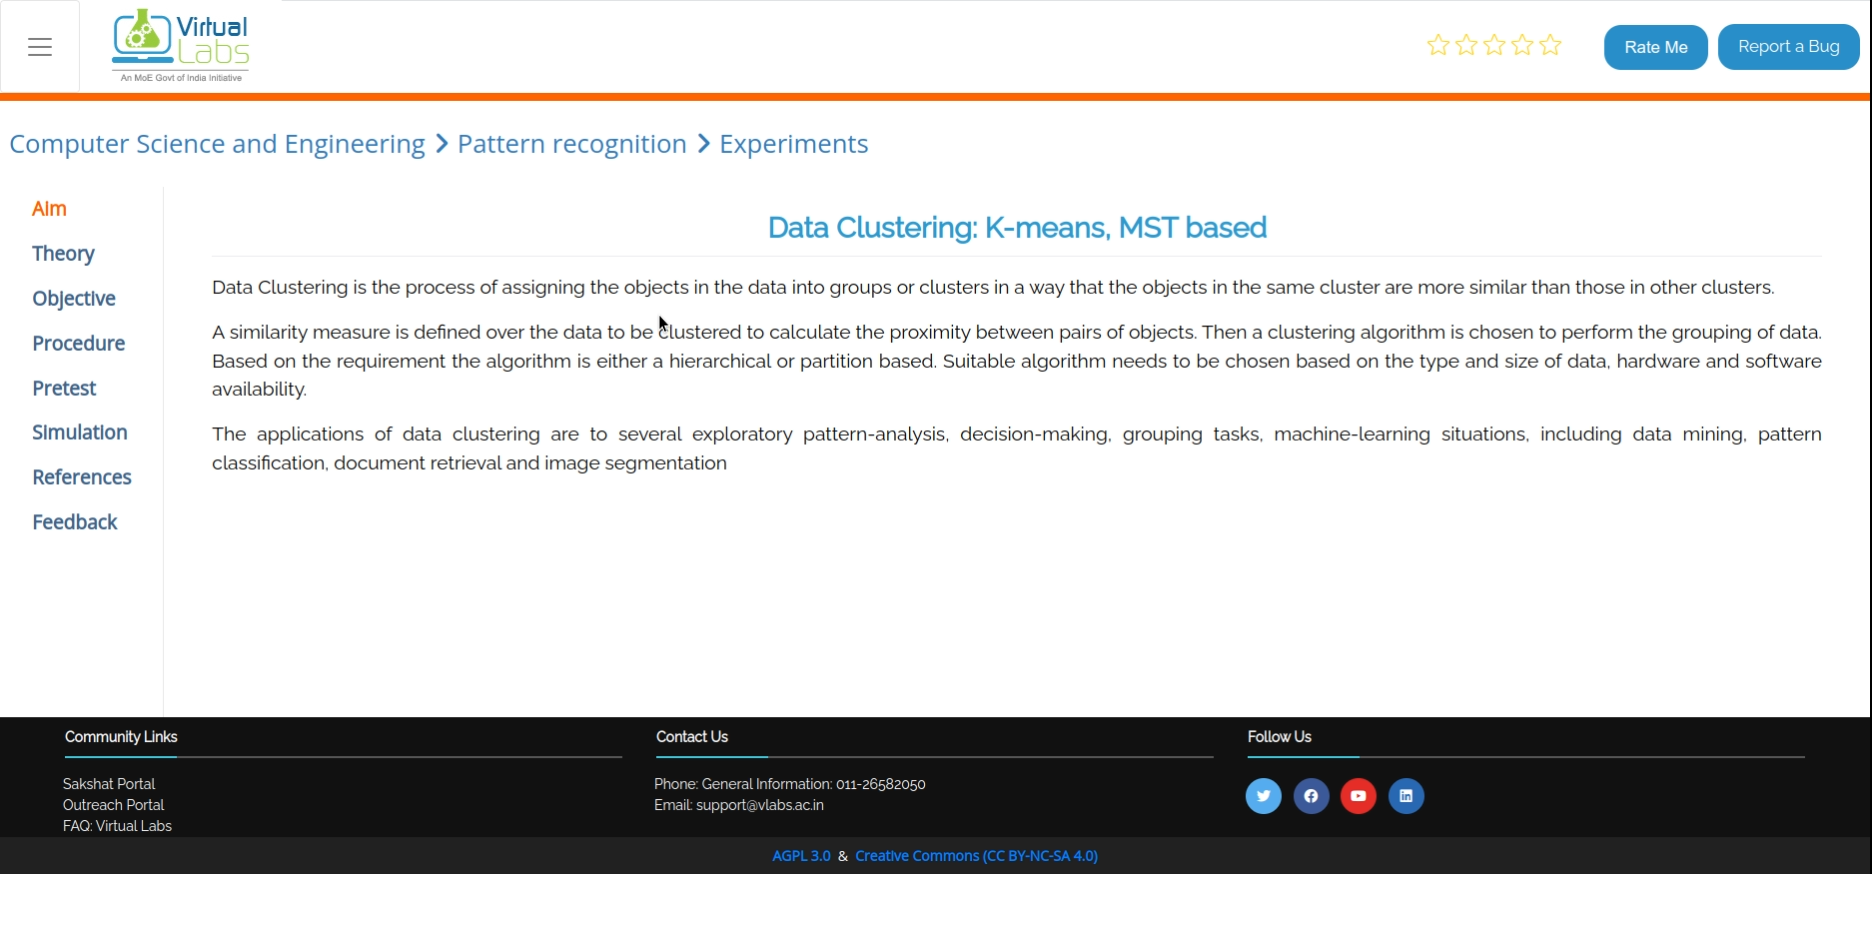 Virtual
Labs
An MoE Govt of India Initiative
Rate Me
Report a Bug
Computer Science and Engineering > Pattern recognition > Experiments
Aim
Theory
Objective
Procedure
Pretest
Simulation
References
Feedback
Data Clustering: K-means, MST based
Data Clustering is the process of assigning the objects in the data into groups or clusters in a way that the objects in the same cluster are more similar than those in other clusters.
A similarity measure is defined over the data to be clustered to calculate the proximity between pairs of objects. Then a clustering algorithm is chosen to perform the grouping of data.
Based on the requirement the algorithm is either a hierarchical or partition based. Suitable algorithm needs to be chosen based on the type and size of data, hardware and software
availability.
The applications of data clustering are to several exploratory pattern-analysis, decision-making, grouping tasks, machine-learning situations, including data mining, pattern
classification, document retrieval and image segmentation
Community Links
Sakshat Portal
Outreach Portal
FAQ: Virtual Labs
Contact Us
Phone: General Information: 011-26582050
Email: support@vlabs.ac.in
Follow Us
AGPL 3.0 & Creative Commons (CC BY-NC-SA 4.0)